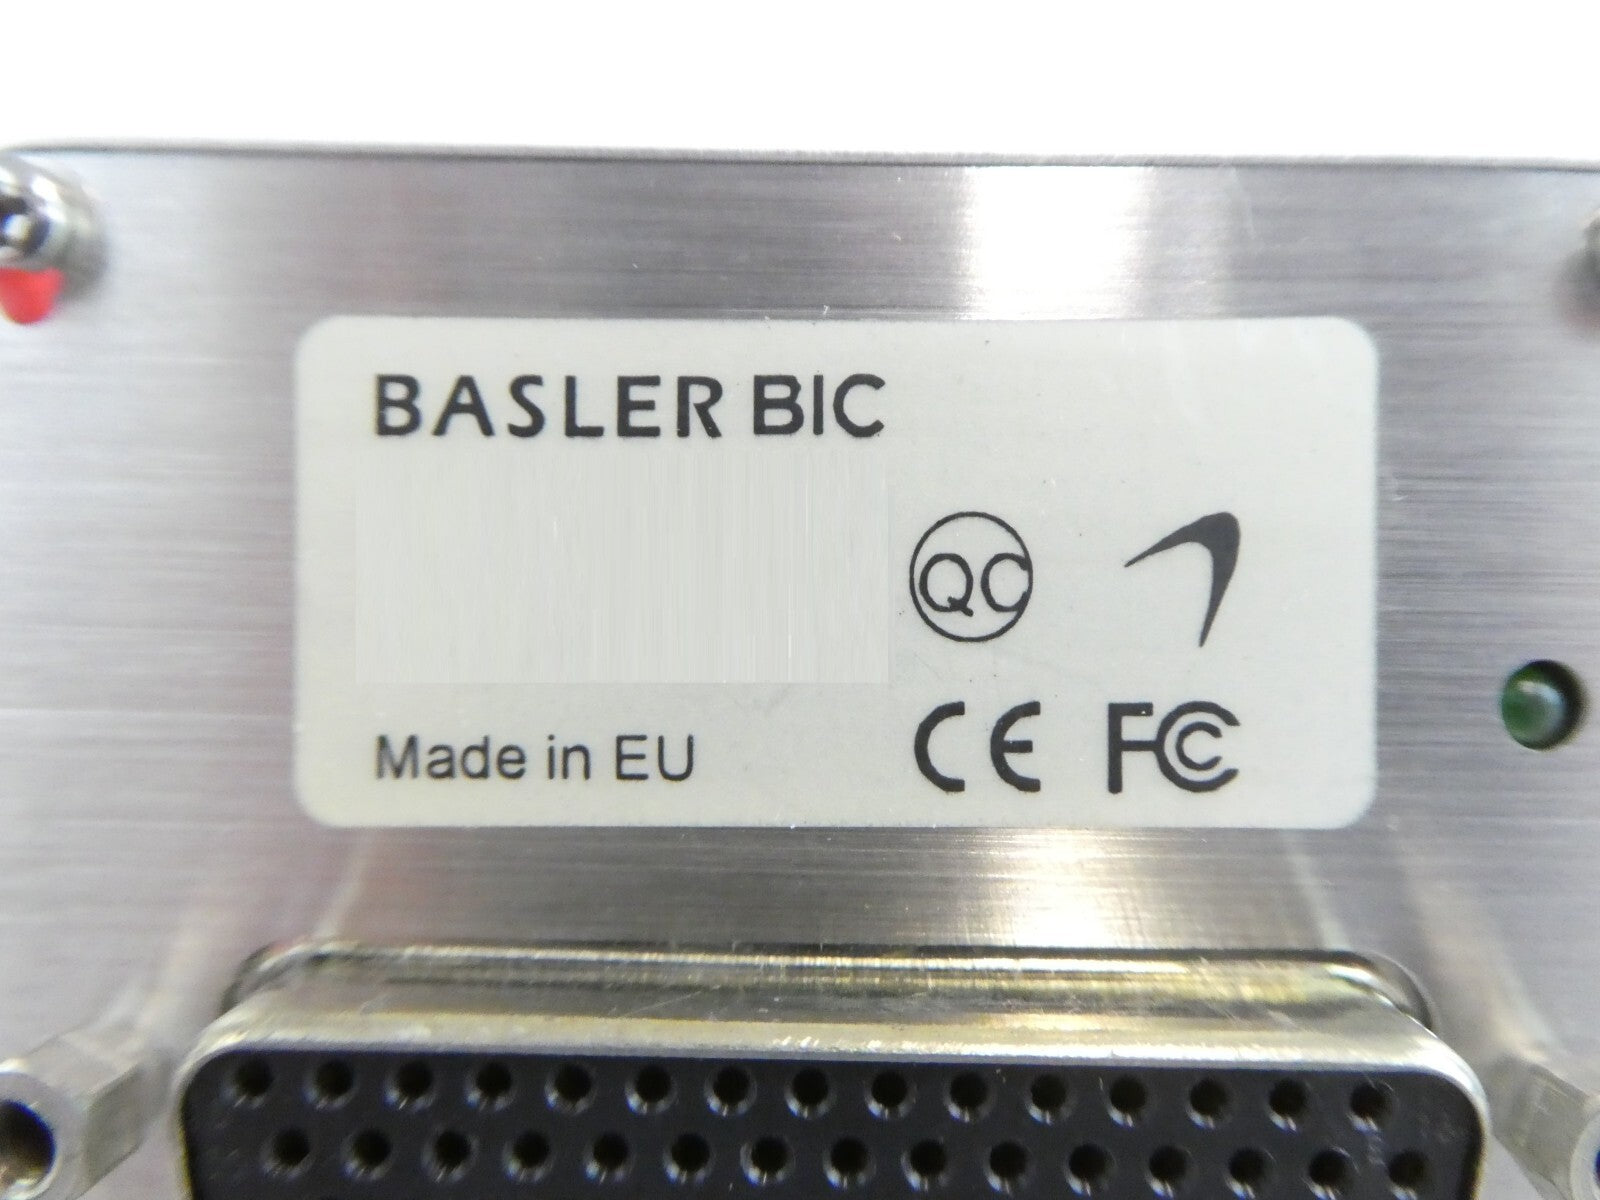 BASLER BIC
QC
Made in EU
CE FC